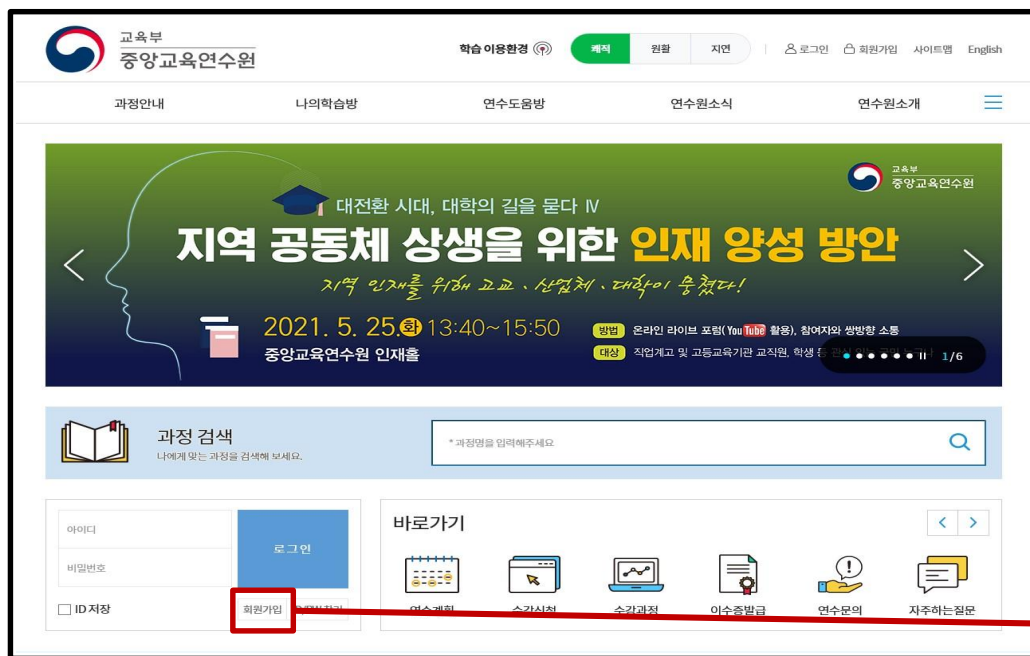 교육부
중앙교육연수원
학습 이용환경 쾌적 원활 지연 로그인 회원가입 사이트맵 English
과정안내 나의학습방 연수도움방 연수원소식 연수원소개
교육부
중앙교육연수원
대전환 시대, 대학의 길을 묻다 Ⅳ
지역 공동체 상생을 위한 인재 양성 방안
지역 인재를 위해 고교、산업체、대학이 뭉쳤다!
2021. 5. 25.화 13:40~15:50
중앙교육연수원 인재홀
방법 온라인 라이브 포럼(YouTube 활용), 참여자와 쌍방향 소통
대상 직업계고 및 고등교육기관 교직원, 학생 등
1/6
과정 검색
나에게 맞는 과정을 검색해 보세요.
* 과정명을 입력해주세요
아이디
비밀번호
로그인
ID 저장
회원가입
바로가기
연수계획 수강신청 수강과정 이수증발급 연수문의 자주하는질문